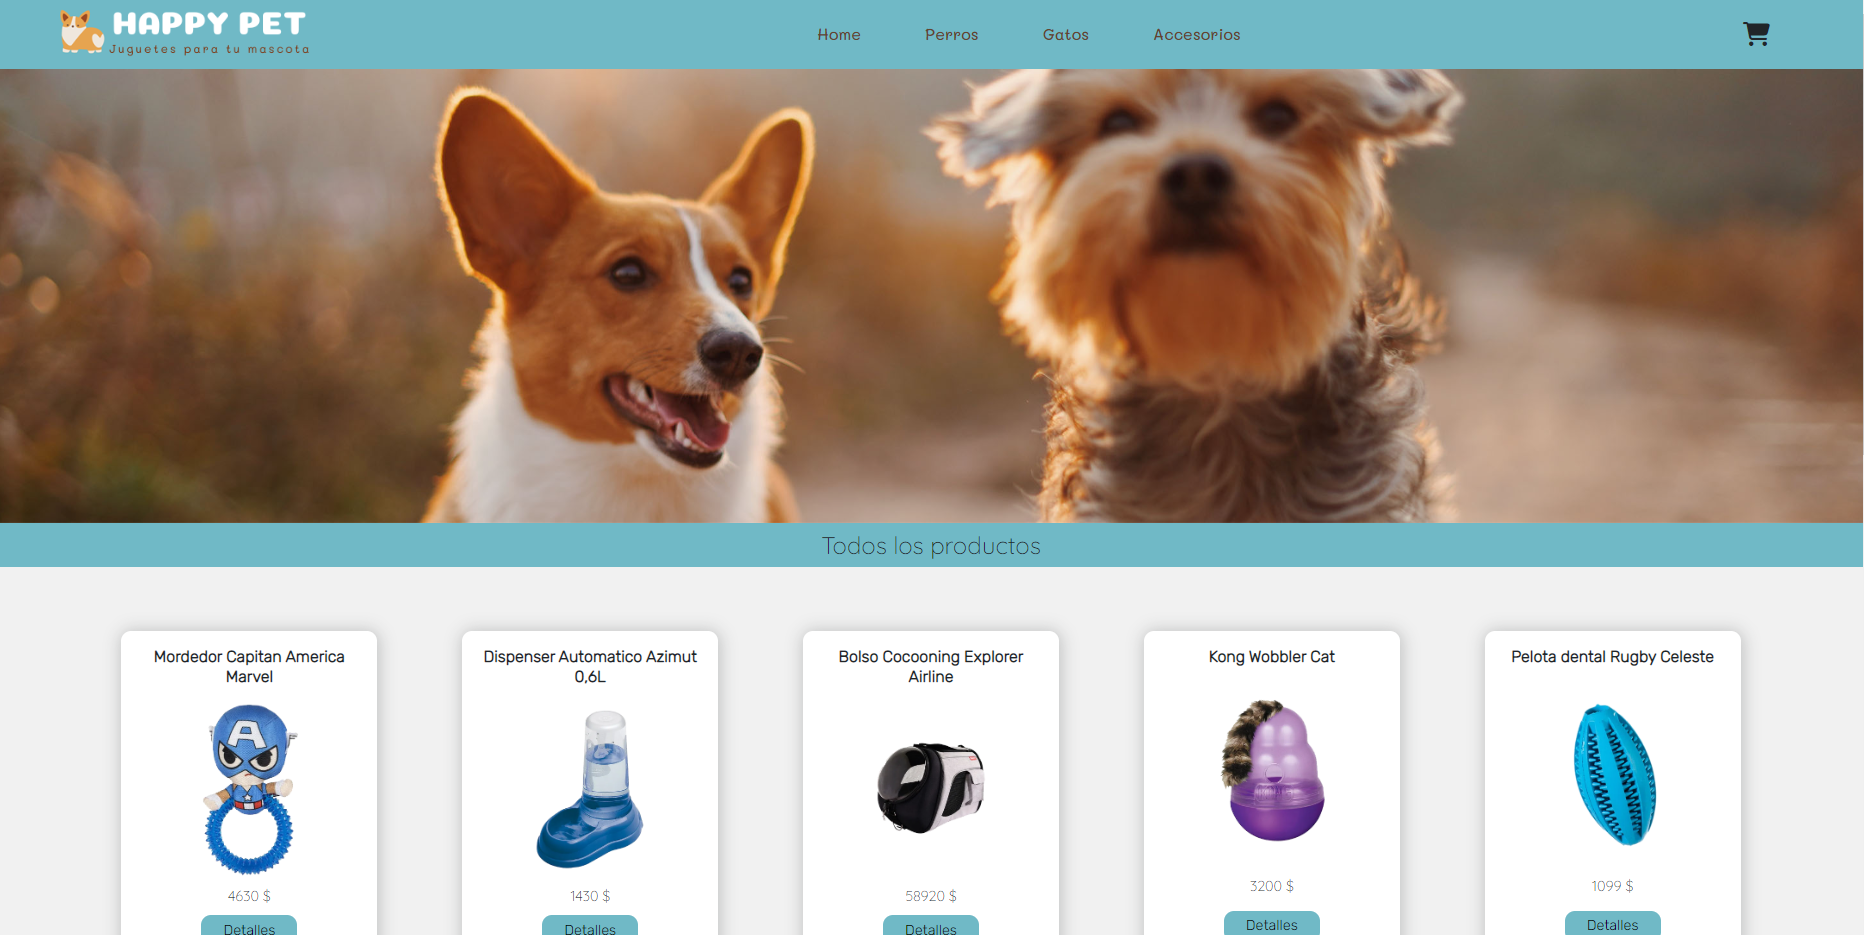 HAPPY PET
Juguetes para tu mascota
Home
Perros
Gatos
Accesorios
Todos los productos
Mordedor Capitan America
Marvel
A
4630 $
Detalles
Dispenser Automatico Azimut
0,6L
1430 $
Detalles
Bolso Cocooning Explorer
Airline
58920 $
Detalles
Kong Wobbler Cat
3200 $
Detalles
Pelota dental Rugby Celeste
1099 $
Detalles